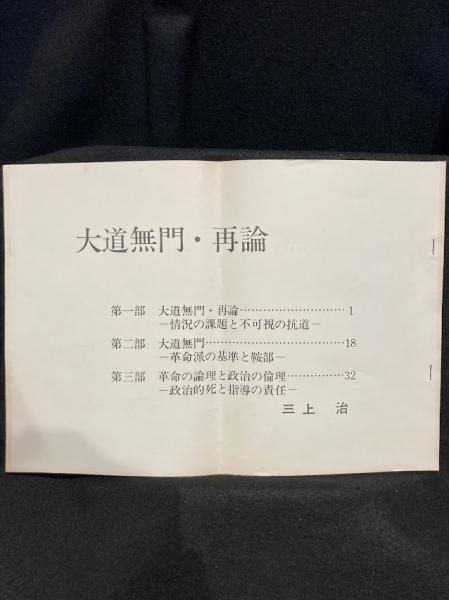 大道無門・再論
第一部 大道無門・再論…………………………1
−情況の課題と不可視の抗道−
第二部 大道無門……………………………………18
−革命派の基準と鞍部−
第三部 革命の論理と政治の倫理……………32
−政治的死と指導の責任−
三上 治